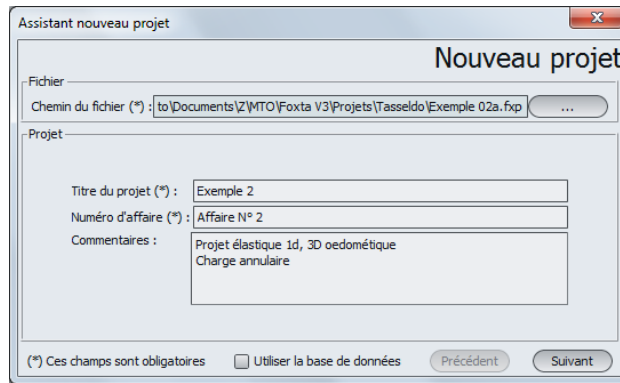 Assistant nouveau projet
Nouveau projet
Fichier
Chemin du fichier (*) : to\Documents\Z\MTO\Foxta V3\Projets\Tasseldo\Exemple 02a.fxp ...
Projet
Titre du projet (*) : Exemple 2
Numéro d'affaire (*) : Affaire N° 2
Commentaires : Projet élastique 1d, 3D oedométique
Charge annulaire
(*) Ces champs sont obligatoires Utiliser la base de données Précédent Suivant